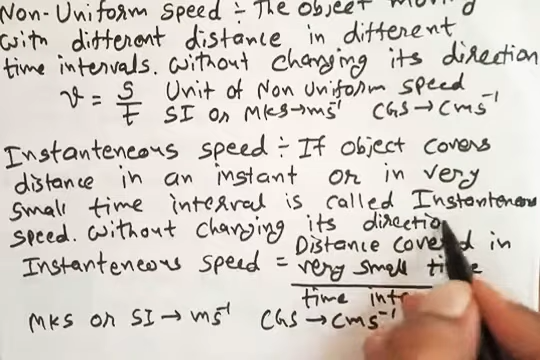 Non-Uniform speed ÷ The object moving
with different distance in different
time intervals. without changing its direction
v = s/t Unit of Non Uniform speed
SI or MKS→ms⁻¹ CGS→Cms⁻¹
Instanteneous speed ÷ If object covers
distance in an instant or in very
small time interval is called Instanteneous
speed. without changing its direction
Distance covered in
Instanteneous speed = very small time
time
MKS or SI → ms⁻¹ CGS→Cms⁻¹